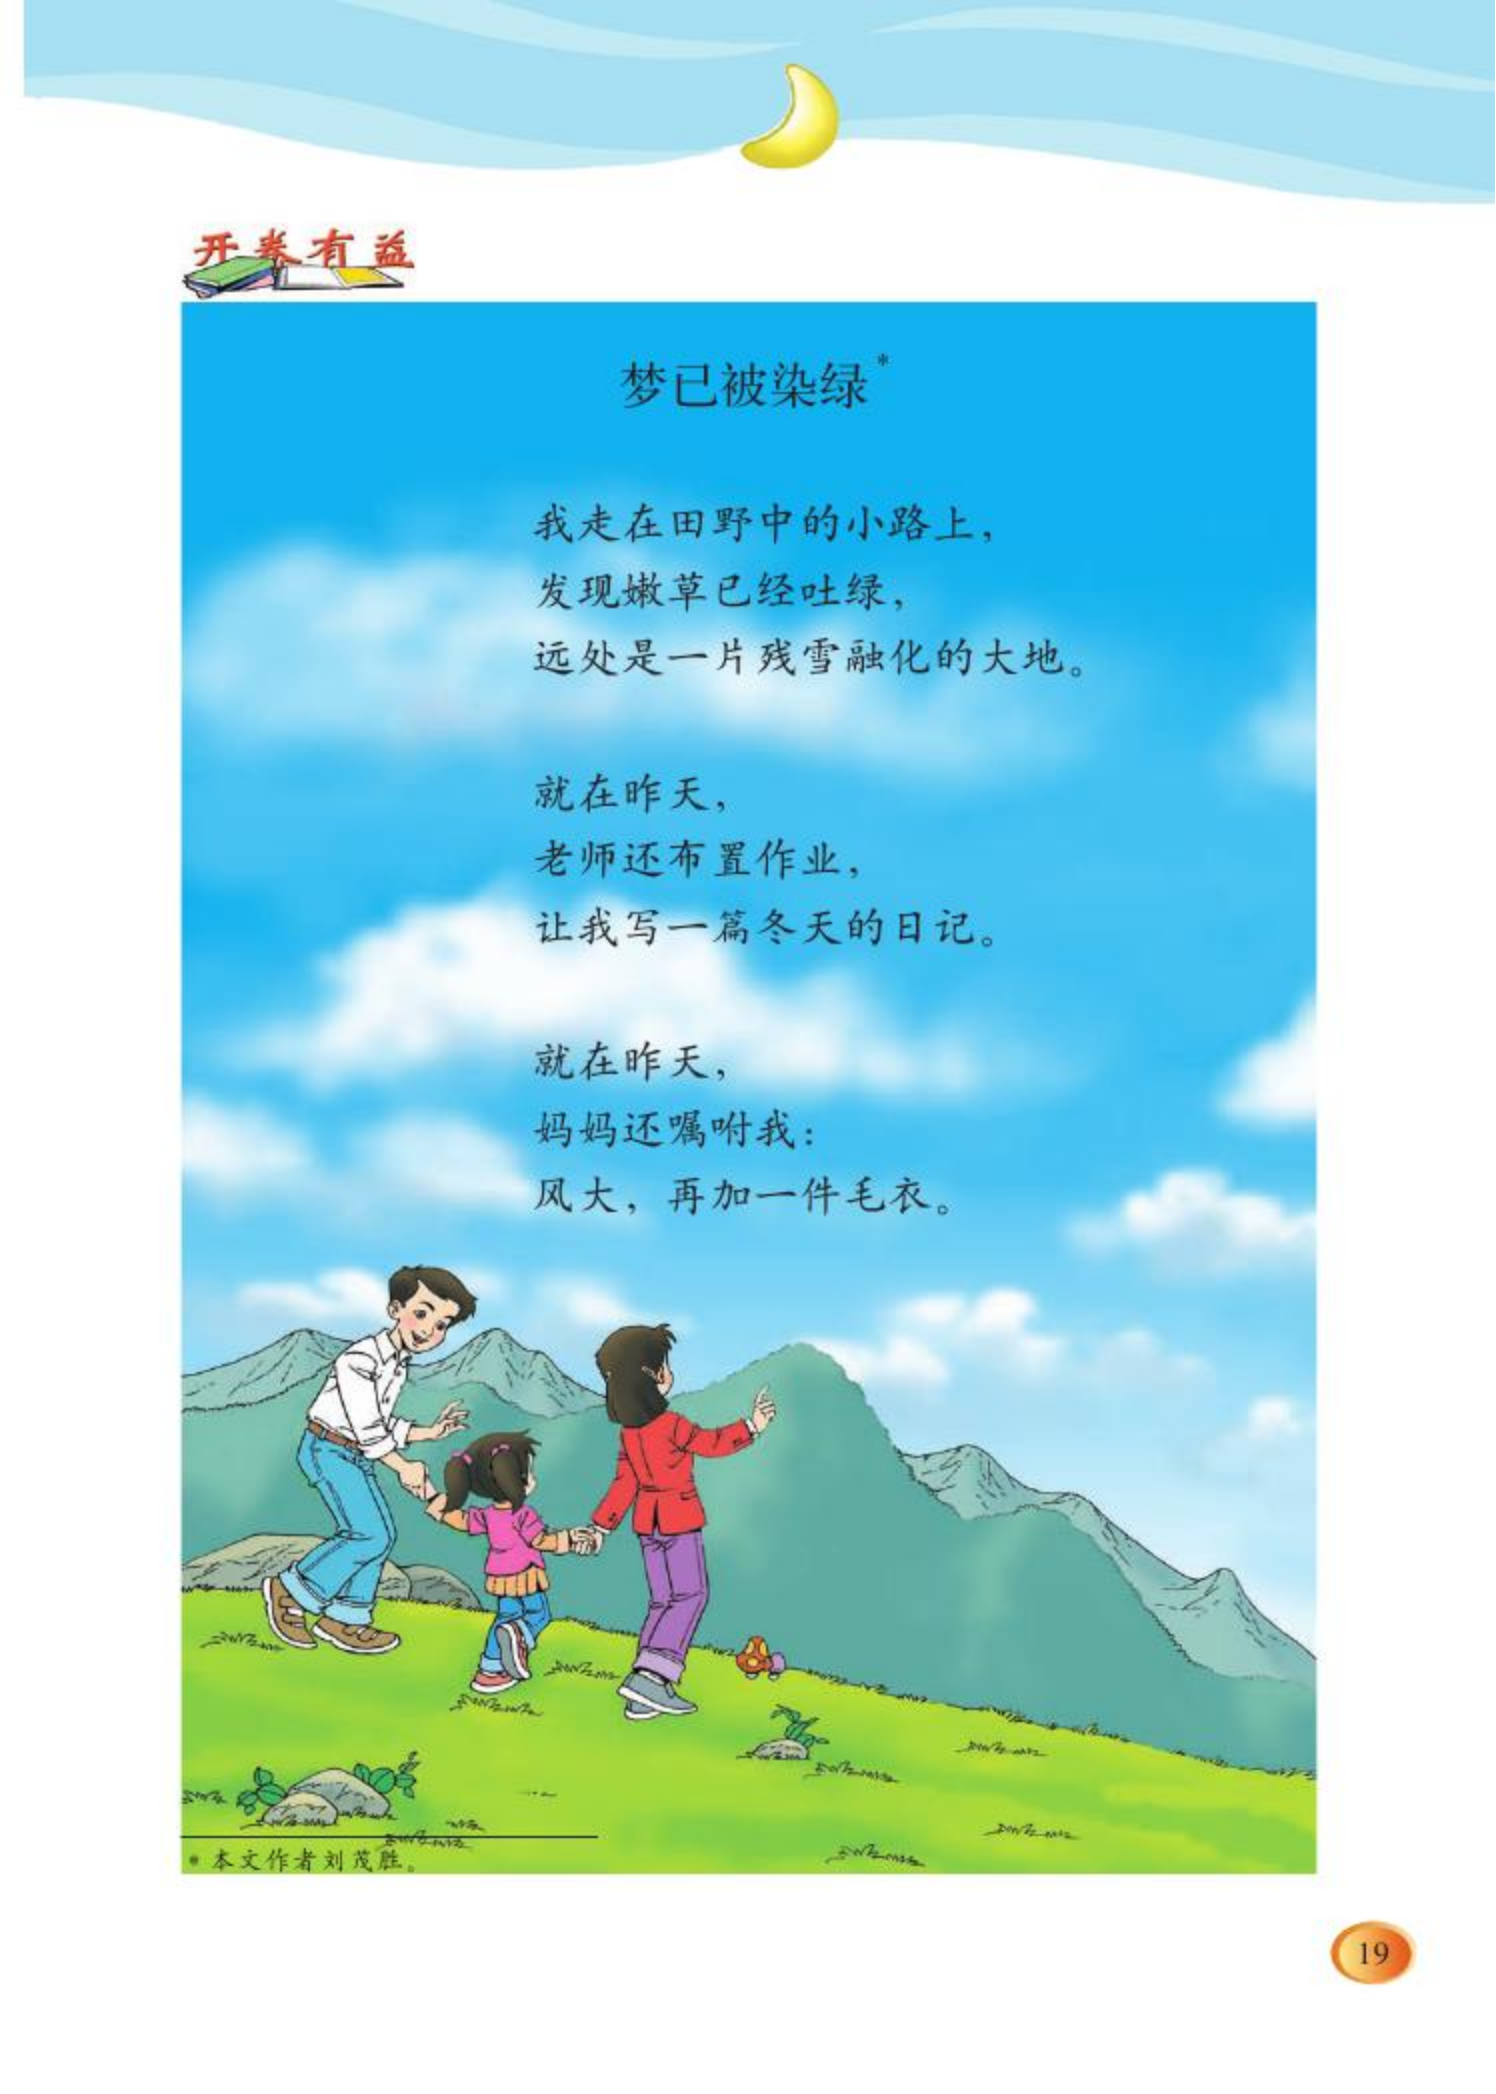 开卷有益
梦已被染绿*
我走在田野中的小路上，
发现嫩草已经吐绿，
远处是一片残雪融化的大地。
就在昨天，
老师还布置作业，
让我写一篇冬天的日记。
就在昨天，
妈妈还嘱咐我：
风大，再加一件毛衣。
* 本文作者刘茂胜。
19